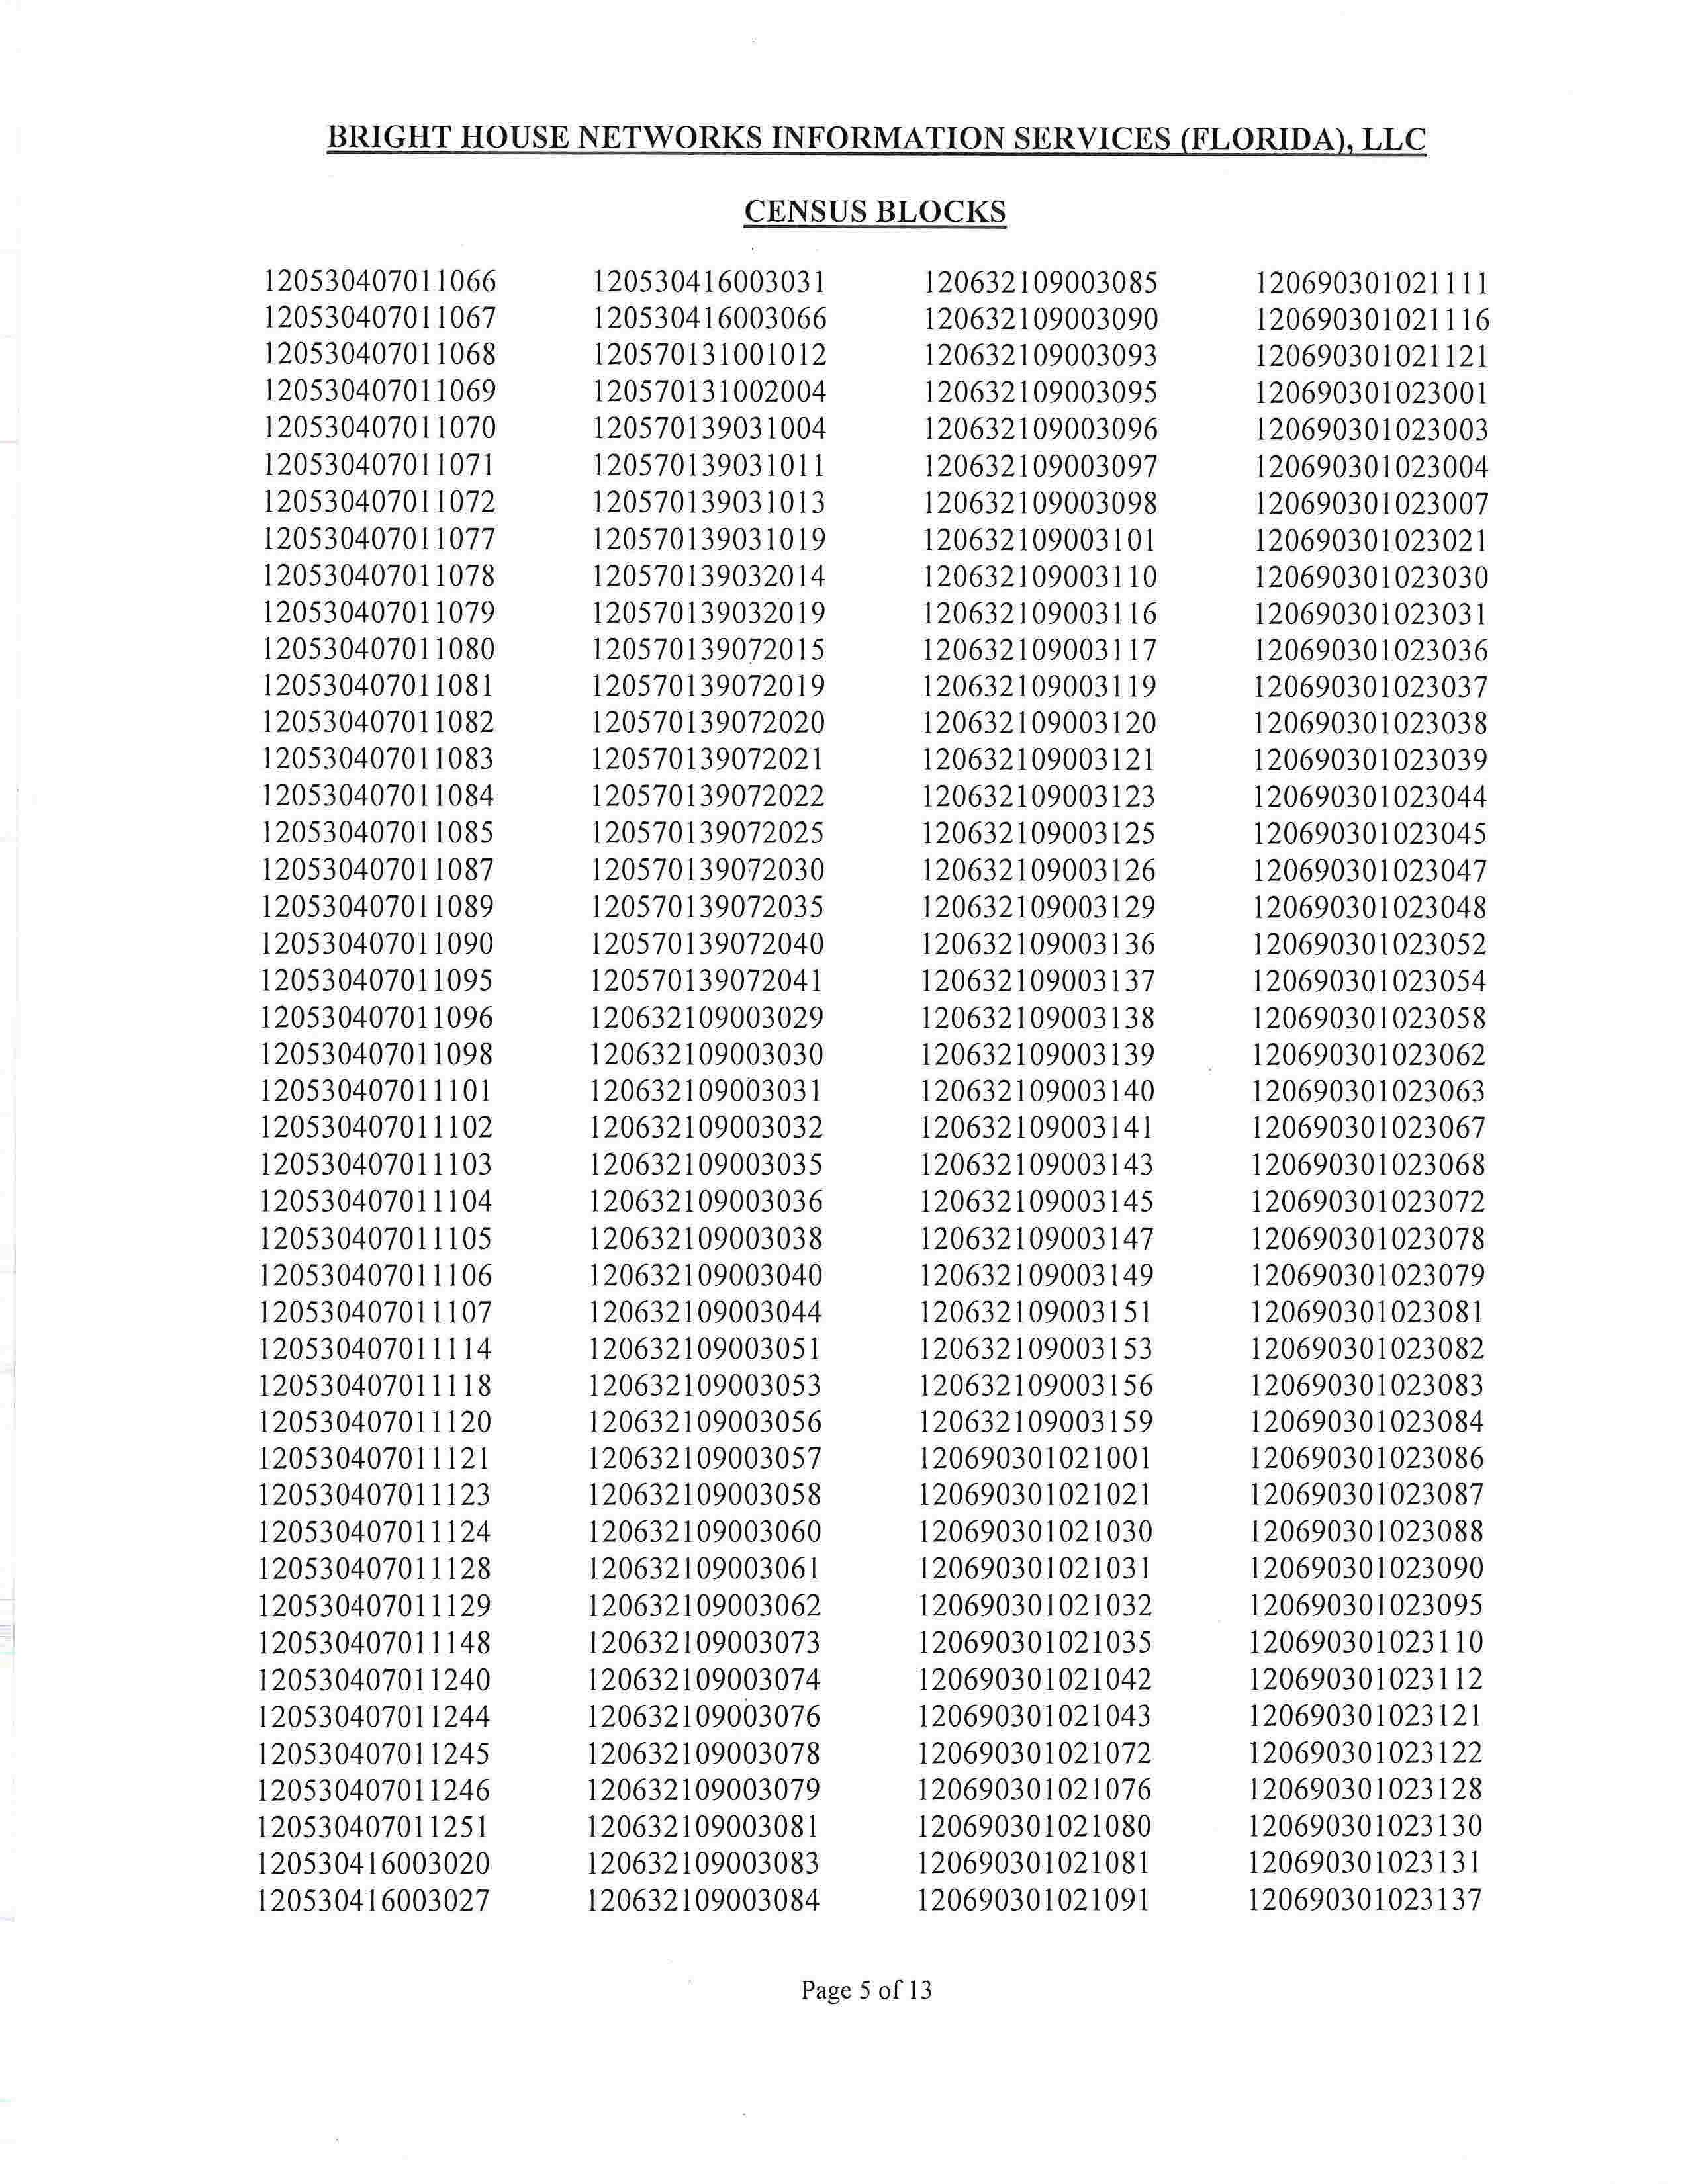 BRIGHT HOUSE NETWORKS INFORMATION SERVICES (FLORIDA), LLC
CENSUS BLOCKS
120530407011066 120530416003031 120632109003085 120690301021111
120530407011067 120530416003066 120632109003090 120690301021116
120530407011068 120570131001012 120632109003093 120690301021121
120530407011069 120570131002004 120632109003095 120690301023001
120530407011070 120570139031004 120632109003096 120690301023003
120530407011071 120570139031011 120632109003097 120690301023004
120530407011072 120570139031013 120632109003098 120690301023007
120530407011077 120570139031019 120632109003101 120690301023021
120530407011078 120570139032014 120632109003110 120690301023030
120530407011079 120570139032019 120632109003116 120690301023031
120530407011080 120570139072015 120632109003117 120690301023036
120530407011081 120570139072019 120632109003119 120690301023037
120530407011082 120570139072020 120632109003120 120690301023038
120530407011083 120570139072021 120632109003121 120690301023039
120530407011084 120570139072022 120632109003123 120690301023044
120530407011085 120570139072025 120632109003125 120690301023045
120530407011087 120570139072030 120632109003126 120690301023047
120530407011089 120570139072035 120632109003129 120690301023048
120530407011090 120570139072040 120632109003136 120690301023052
120530407011095 120570139072041 120632109003137 120690301023054
120530407011096 120632109003029 120632109003138 120690301023058
120530407011098 120632109003030 120632109003139 120690301023062
120530407011101 120632109003031 120632109003140 120690301023063
120530407011102 120632109003032 120632109003141 120690301023067
120530407011103 120632109003035 120632109003143 120690301023068
120530407011104 120632109003036 120632109003145 120690301023072
120530407011105 120632109003038 120632109003147 120690301023078
120530407011106 120632109003040 120632109003149 120690301023079
120530407011107 120632109003044 120632109003151 120690301023081
120530407011114 120632109003051 120632109003153 120690301023082
120530407011118 120632109003053 120632109003156 120690301023083
120530407011120 120632109003056 120632109003159 120690301023084
120530407011121 120632109003057 120690301021001 120690301023086
120530407011123 120632109003058 120690301021021 120690301023087
120530407011124 120632109003060 120690301021030 120690301023088
120530407011128 120632109003061 120690301021031 120690301023090
120530407011129 120632109003062 120690301021032 120690301023095
120530407011148 120632109003073 120690301021035 120690301023110
120530407011240 120632109003074 120690301021042 120690301023112
120530407011244 120632109003076 120690301021043 120690301023121
120530407011245 120632109003078 120690301021072 120690301023122
120530407011246 120632109003079 120690301021076 120690301023128
120530407011251 120632109003081 120690301021080 120690301023130
120530416003020 120632109003083 120690301021081 120690301023131
120530416003027 120632109003084 120690301021091 120690301023137
Page 5 of 13